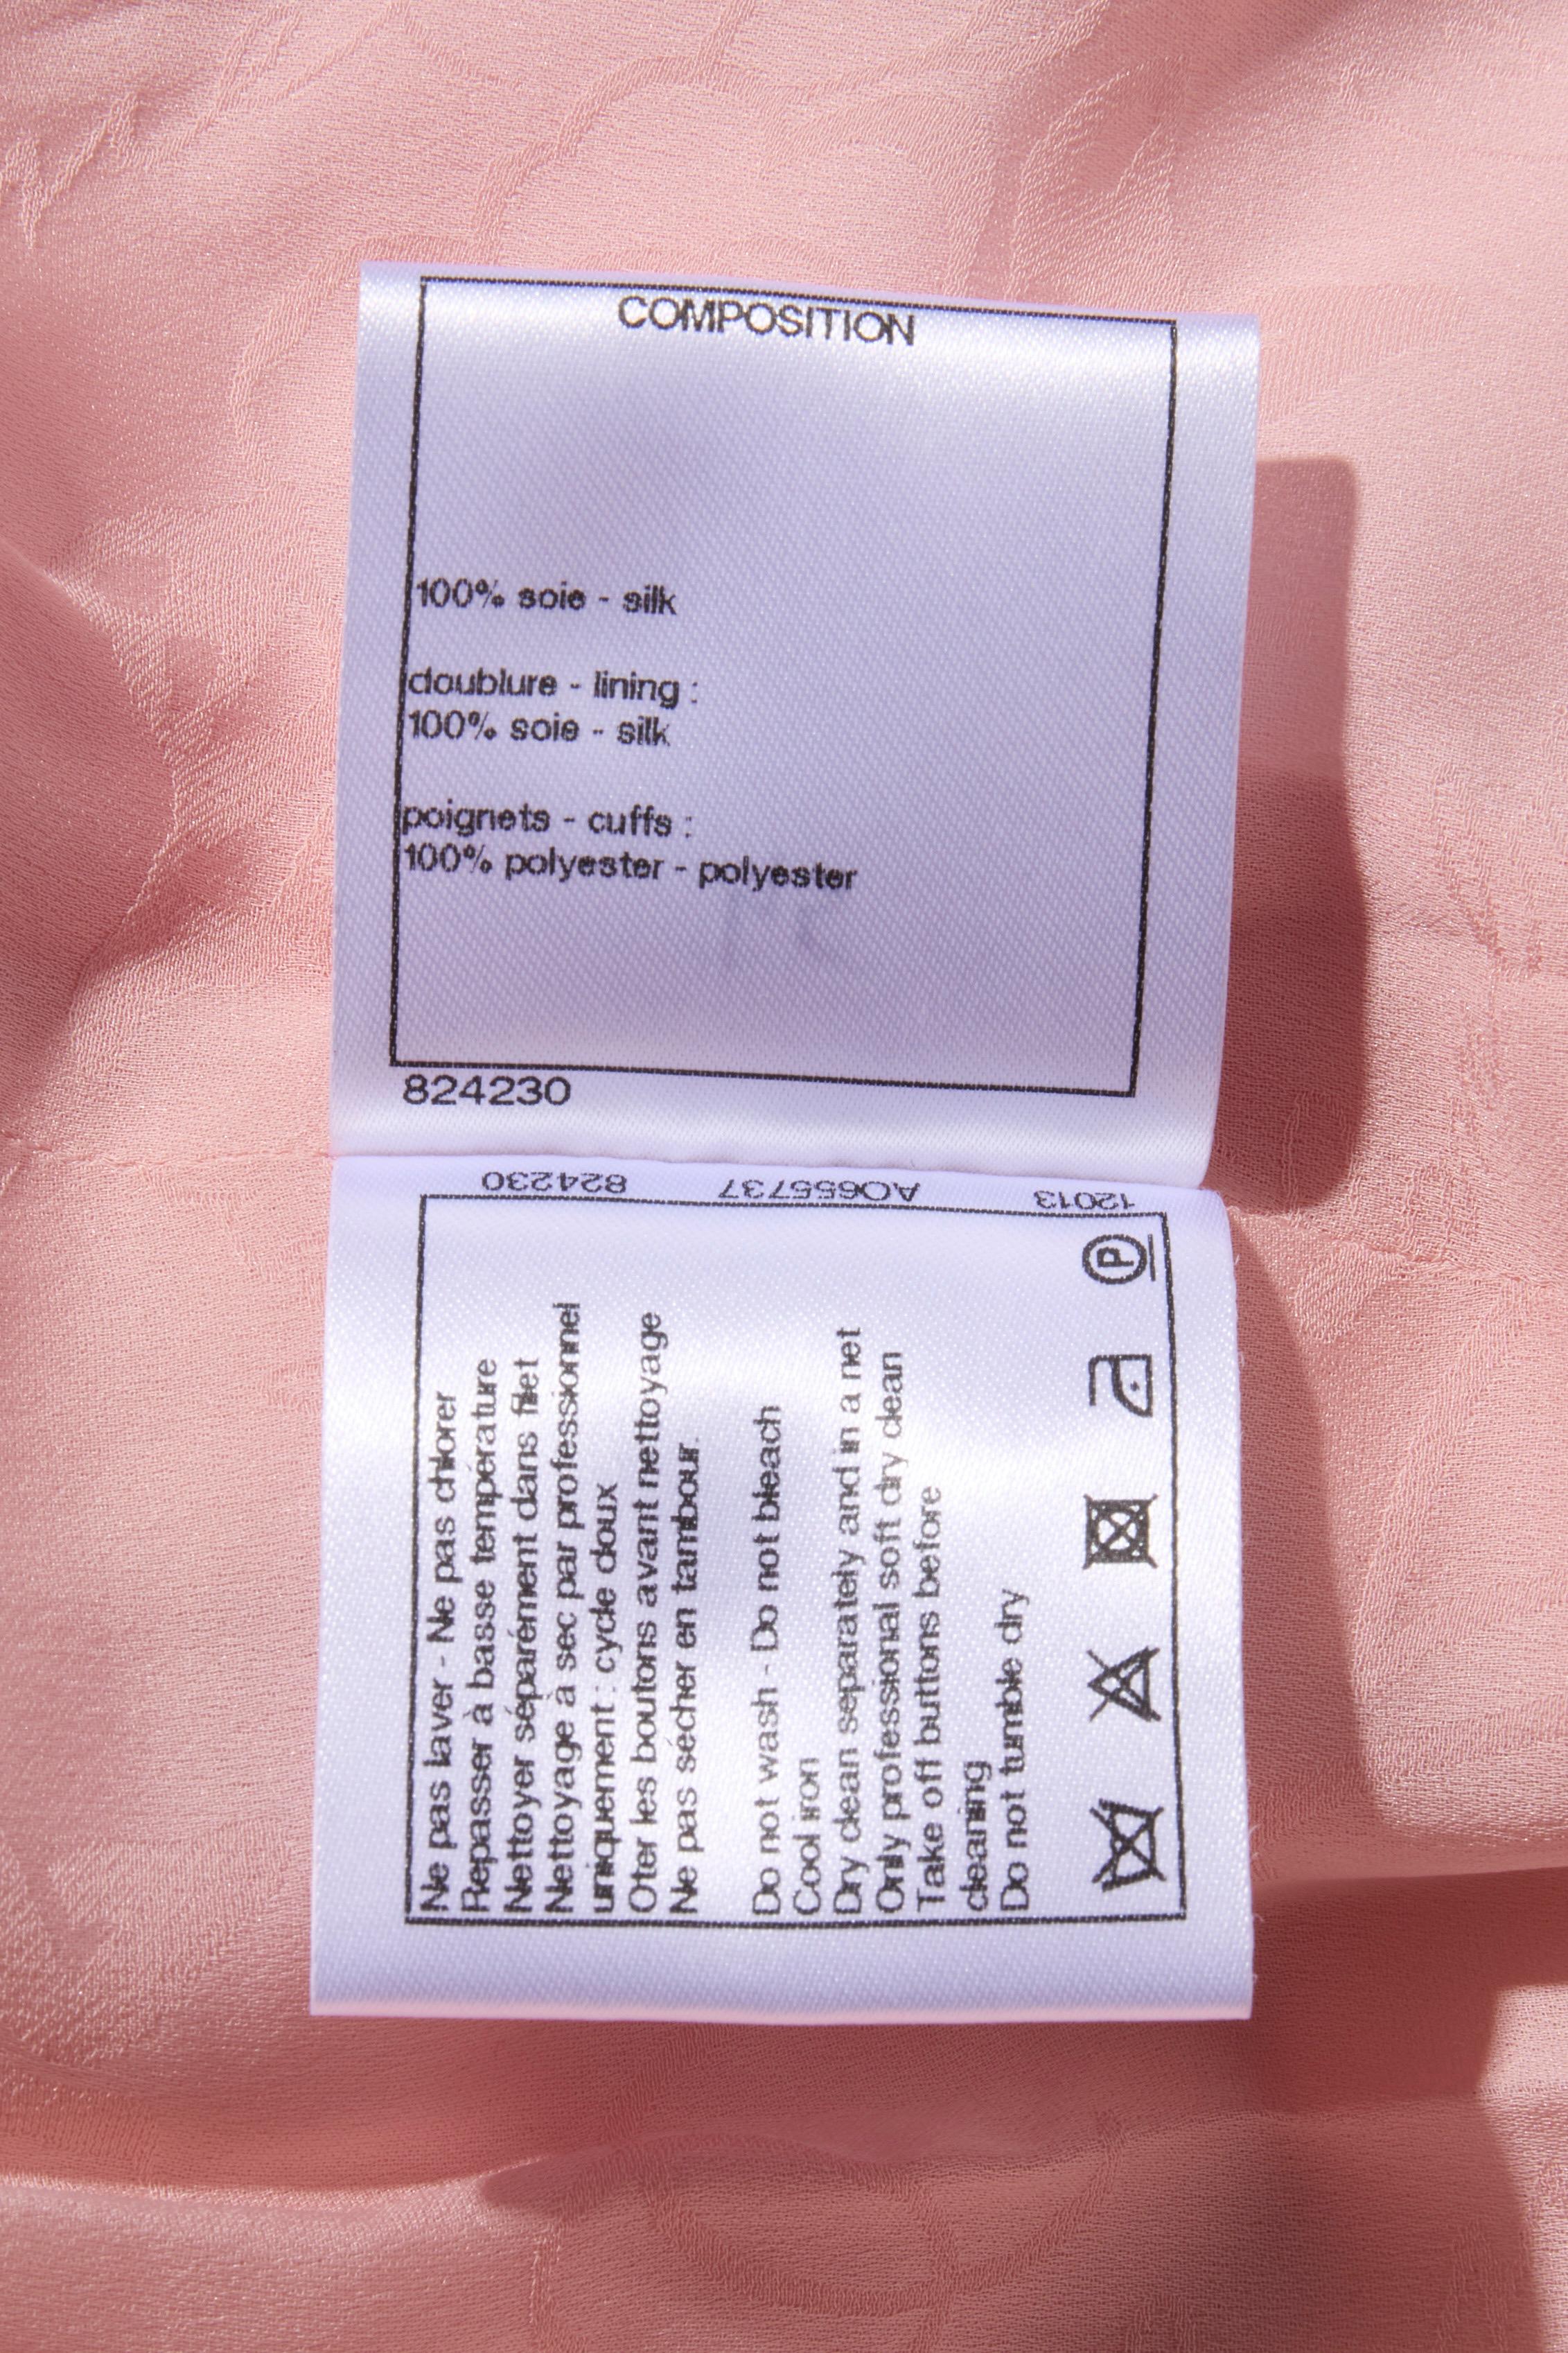 COMPOSITION
100% soie - silk
doublure - lining :
100% soie - silk
poignets - cuffs :
100% polyester - polyester
824230
12013 AO655737 824230
Ne pas laver - Ne pas chlorer
Repasser à basse température
Nettoyer séparément dans filet
Nettoyage à sec par professionnel
uniquement : cycle doux
Oter les boutons avant nettoyage
Ne pas sécher en tambour.
Do not wash - Do not bleach
Cool iron
Dry clean separately and in a net
Only professional soft dry clean
Take off buttons before
cleaning
Do not tumble dry
P